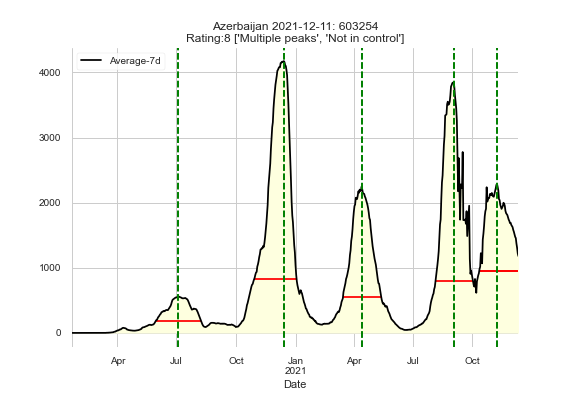 Azerbaijan 2021-12-11: 603254
Rating:8 ['Multiple peaks', 'Not in control']
Average-7d
4000
3000
2000
1000
0
Apr
Jul
Oct
Jan
2021
Apr
Jul
Oct
Date